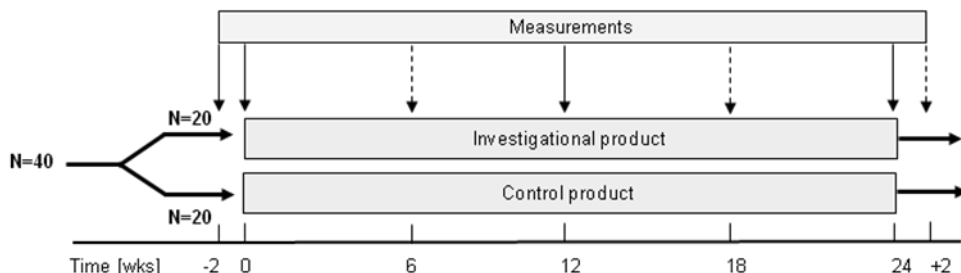 Measurements
N=20
Investigational product
N=40
Control product
N=20
Time [wks] -2 0 6 12 18 24 +2